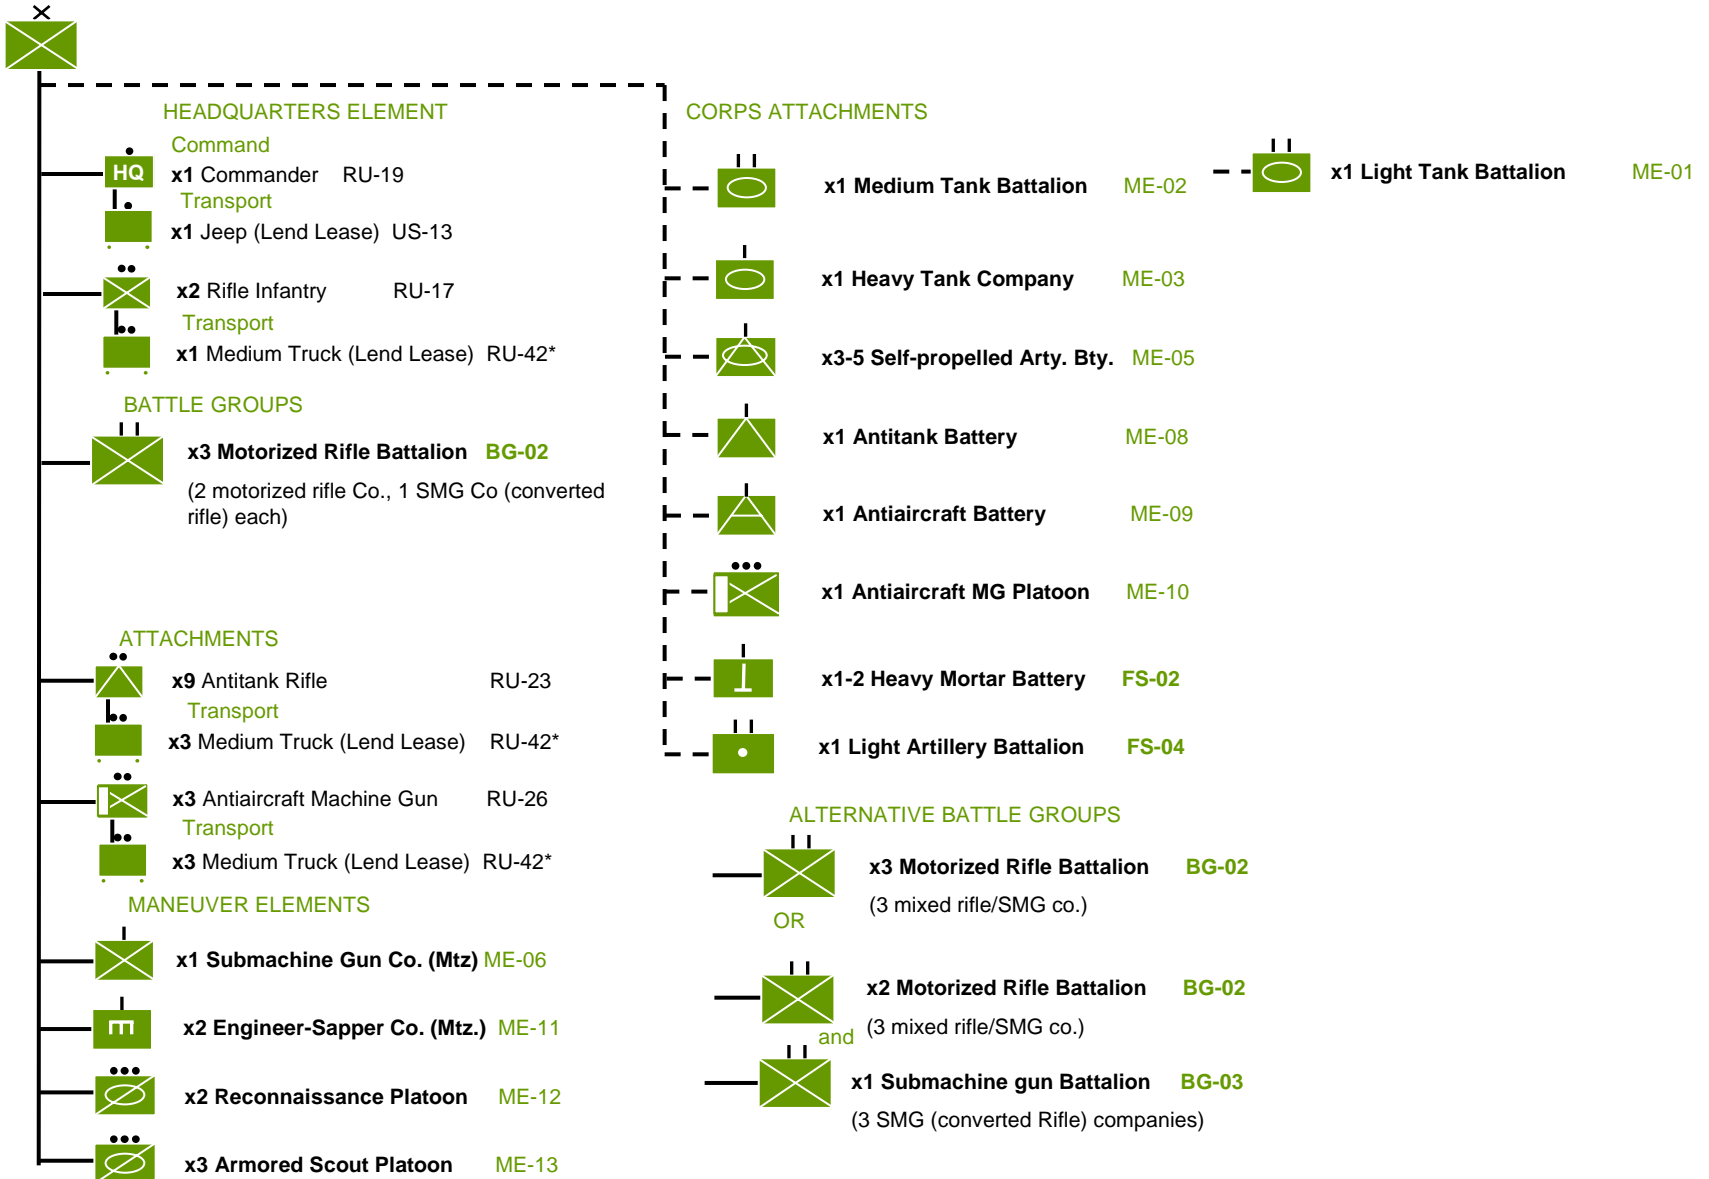 HEADQUARTERS ELEMENT
Command
HQ x1 Commander RU-19
Transport
x1 Jeep (Lend Lease) US-13
x2 Rifle Infantry RU-17
Transport
x1 Medium Truck (Lend Lease) RU-42*
BATTLE GROUPS
x3 Motorized Rifle Battalion BG-02
(2 motorized rifle Co., 1 SMG Co (converted
rifle) each)
ATTACHMENTS
x9 Antitank Rifle RU-23
Transport
x3 Medium Truck (Lend Lease) RU-42*
x3 Antiaircraft Machine Gun RU-26
Transport
x3 Medium Truck (Lend Lease) RU-42*
MANEUVER ELEMENTS
x1 Submachine Gun Co. (Mtz) ME-06
x2 Engineer-Sapper Co. (Mtz.) ME-11
x2 Reconnaissance Platoon ME-12
x3 Armored Scout Platoon ME-13
CORPS ATTACHMENTS
x1 Medium Tank Battalion ME-02
x1 Light Tank Battalion ME-01
x1 Heavy Tank Company ME-03
x3-5 Self-propelled Arty. Bty. ME-05
x1 Antitank Battery ME-08
x1 Antiaircraft Battery ME-09
x1 Antiaircraft MG Platoon ME-10
x1-2 Heavy Mortar Battery FS-02
x1 Light Artillery Battalion FS-04
ALTERNATIVE BATTLE GROUPS
x3 Motorized Rifle Battalion BG-02
(3 mixed rifle/SMG co.)
OR
x2 Motorized Rifle Battalion BG-02
(3 mixed rifle/SMG co.)
and
x1 Submachine gun Battalion BG-03
(3 SMG (converted Rifle) companies)